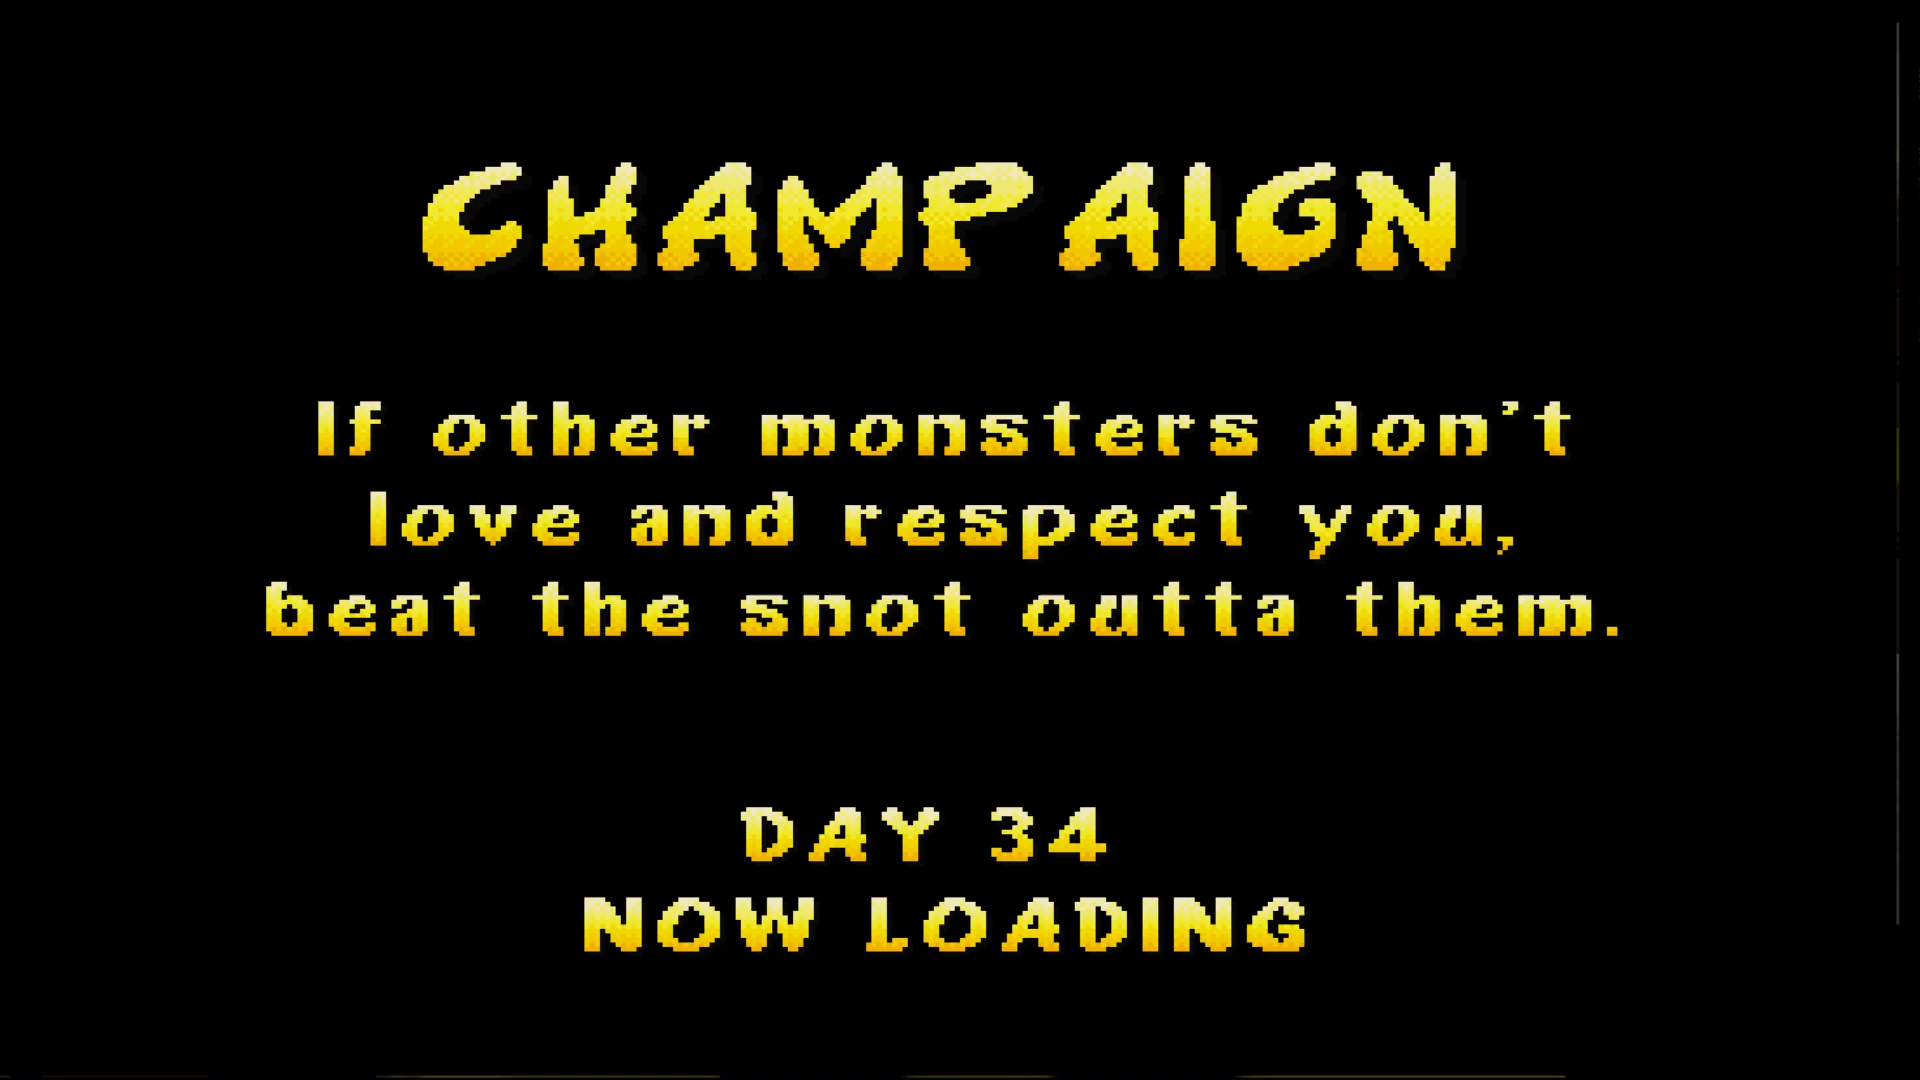 CHAMPAIGN
If other monsters don't
love and respect you,
beat the snot outta them.
DAY 34
NOW LOADING